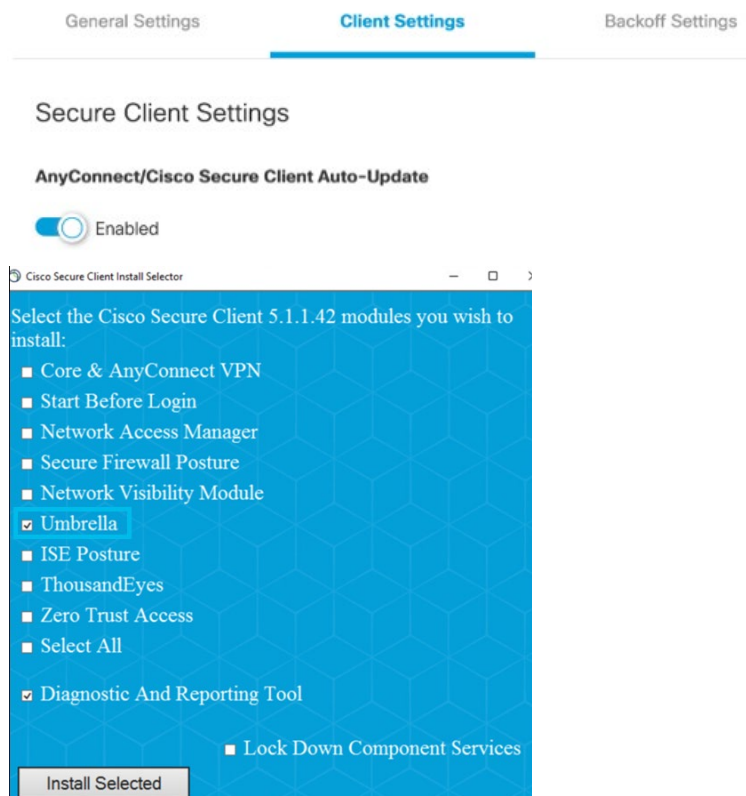 General Settings
Client Settings
Backoff Settings
Secure Client Settings
AnyConnect/Cisco Secure Client Auto-Update
Enabled
Cisco Secure Client Install Selector
Select the Cisco Secure Client 5.1.1.42 modules you wish to
install:
Core & AnyConnect VPN
Start Before Login
Network Access Manager
Secure Firewall Posture
Network Visibility Module
Umbrella
ISE Posture
ThousandEyes
Zero Trust Access
Select All
Diagnostic And Reporting Tool
Lock Down Component Services
Install Selected